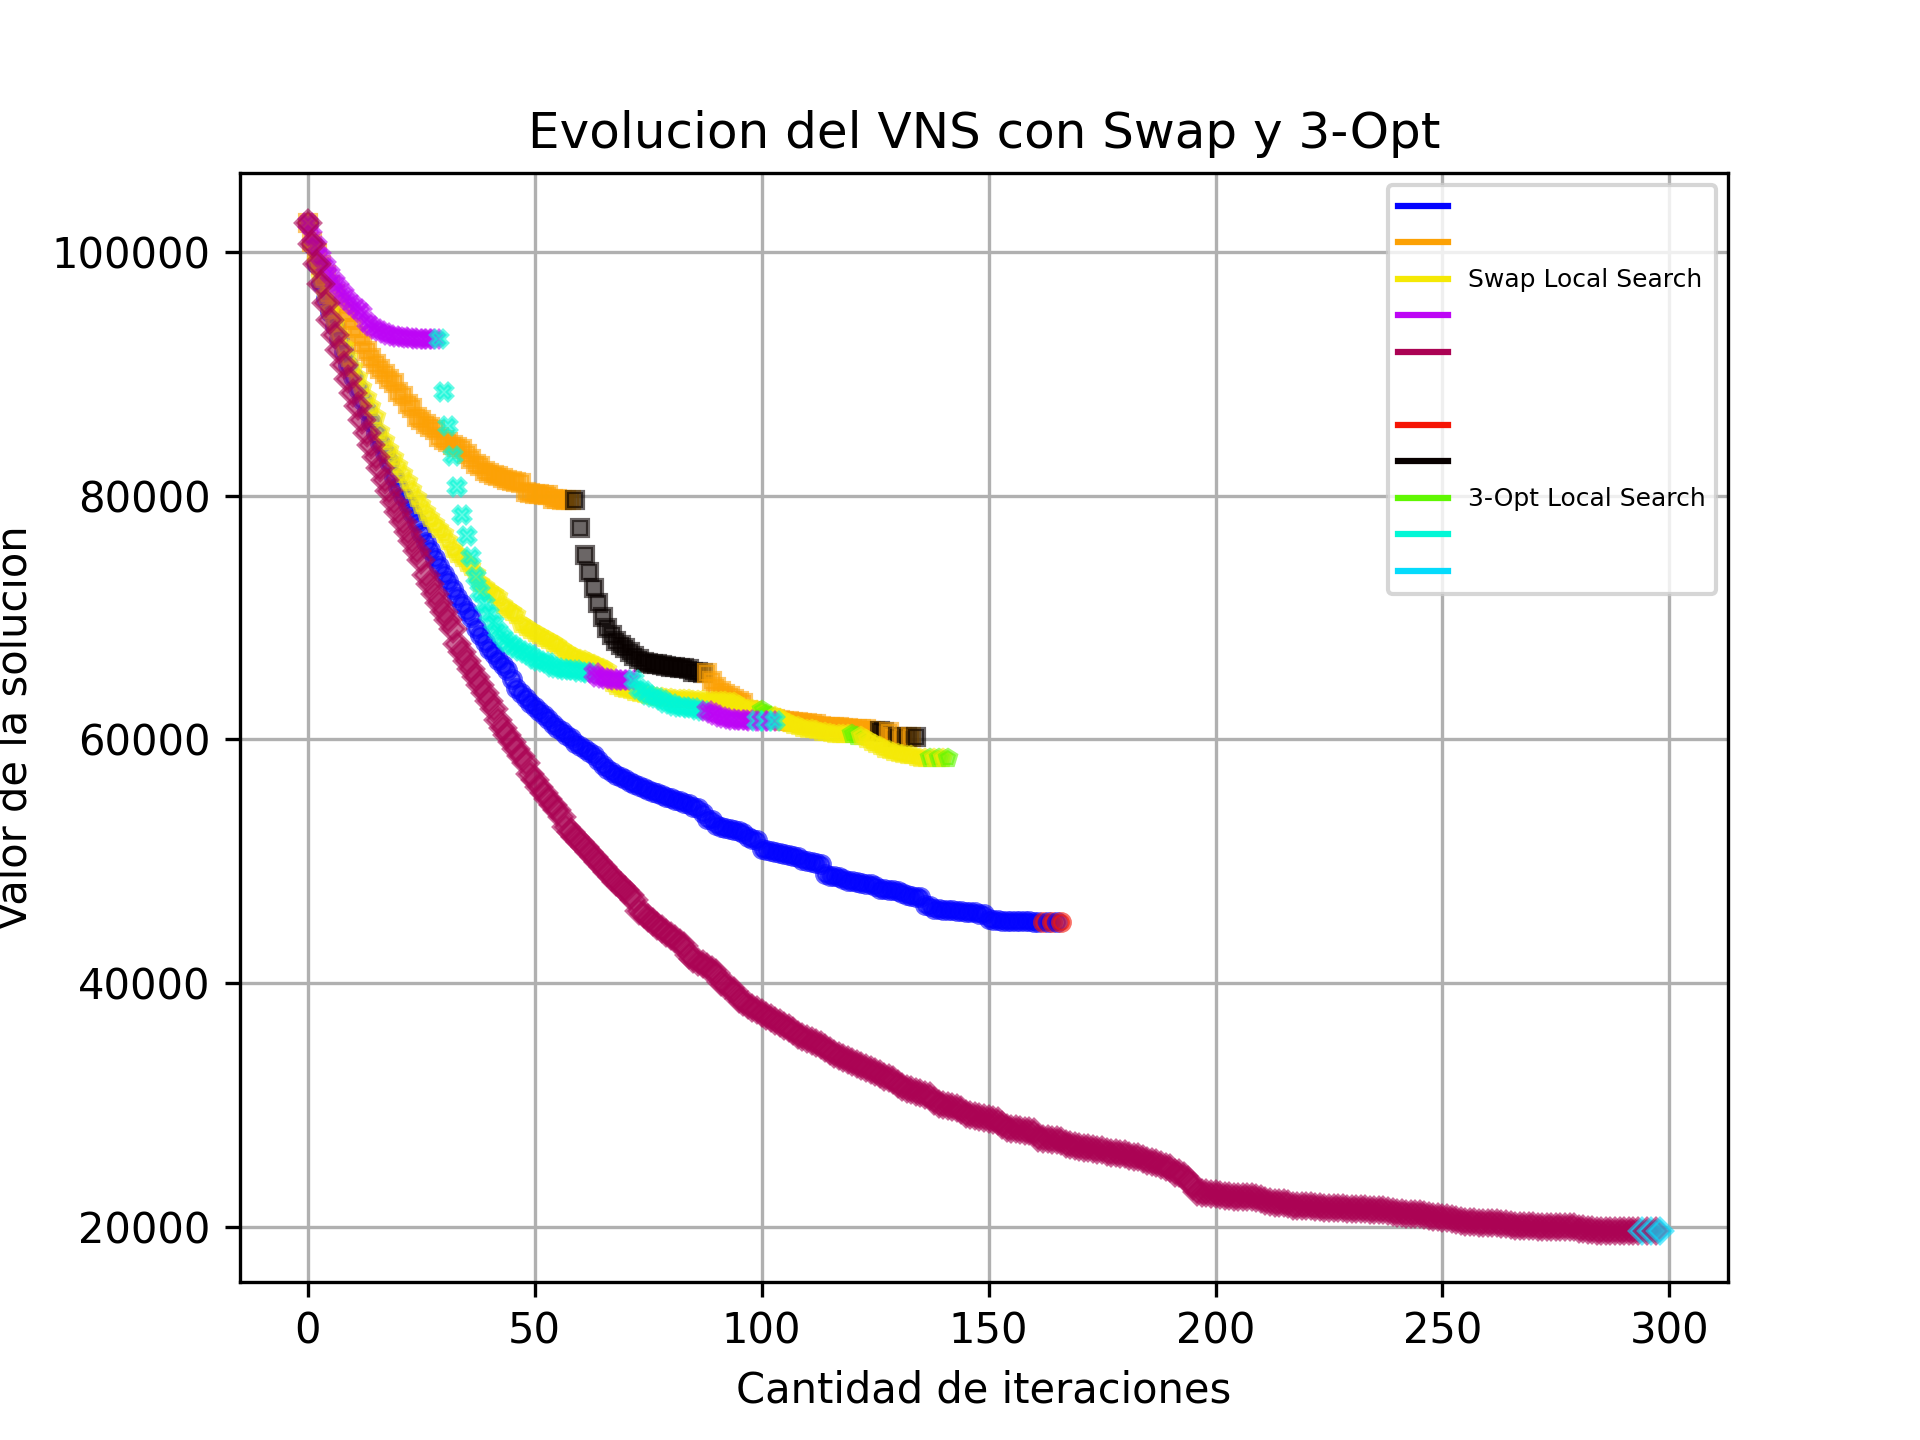 Evolucion del VNS con Swap y 3-Opt
Valor de la solucion
100000
80000
60000
40000
20000
Swap Local Search
3-Opt Local Search
0 50 100 150 200 250 300
Cantidad de iteraciones